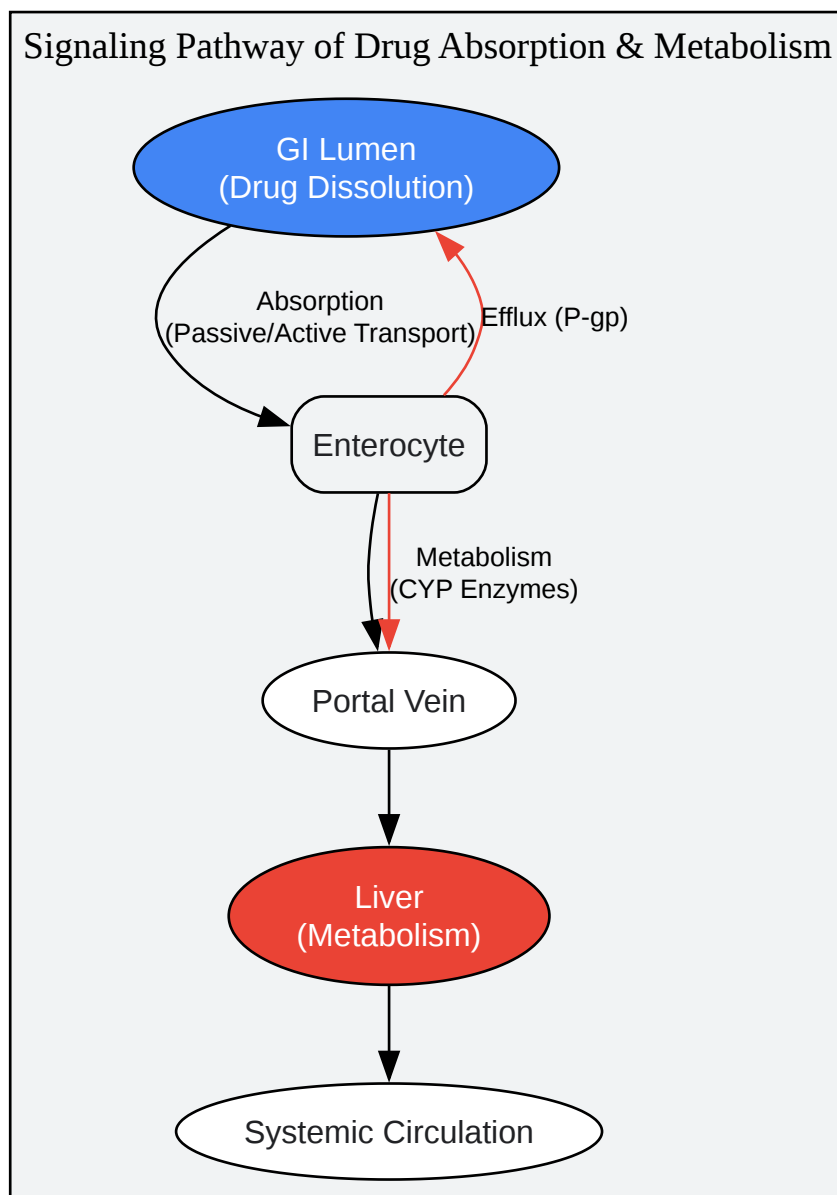 Signaling Pathway of Drug Absorption & Metabolism
GI Lumen
(Drug Dissolution)
Absorption
(Passive/Active Transport)
Efflux (P-gp)
Enterocyte
Metabolism
(CYP Enzymes)
Portal Vein
Liver
(Metabolism)
Systemic Circulation